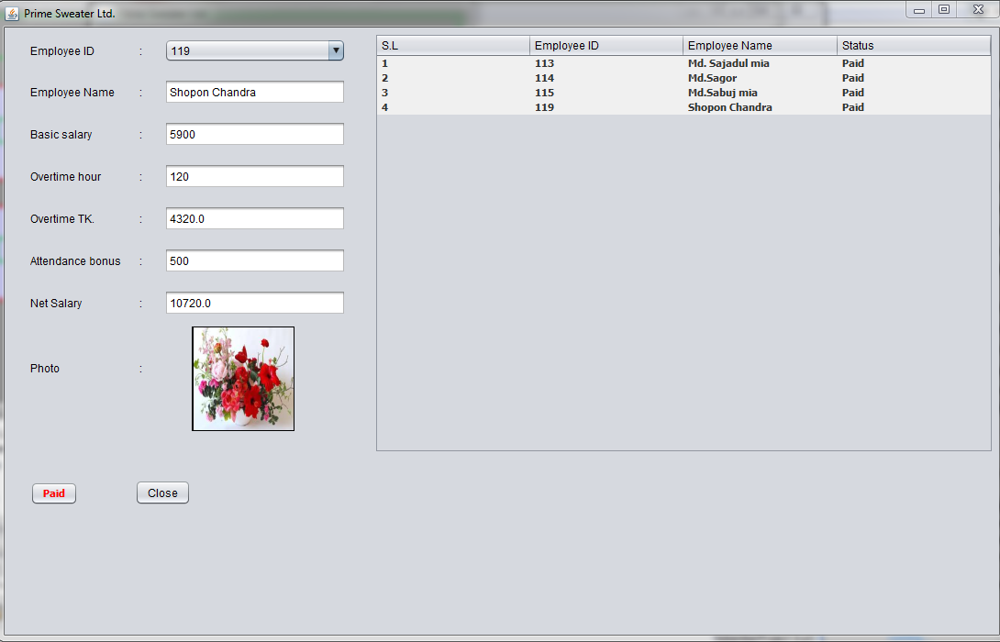 Prime Sweater Ltd.
Employee ID : 119
Employee Name : Shopon Chandra
Basic salary : 5900
Overtime hour : 120
Overtime TK. : 4320.0
Attendance bonus : 500
Net Salary : 10720.0
Photo :
Paid Close
S.L Employee ID Employee Name Status
1 113 Md. Sajadul mia Paid
2 114 Md.Sagor Paid
3 115 Md.Sabuj mia Paid
4 119 Shopon Chandra Paid